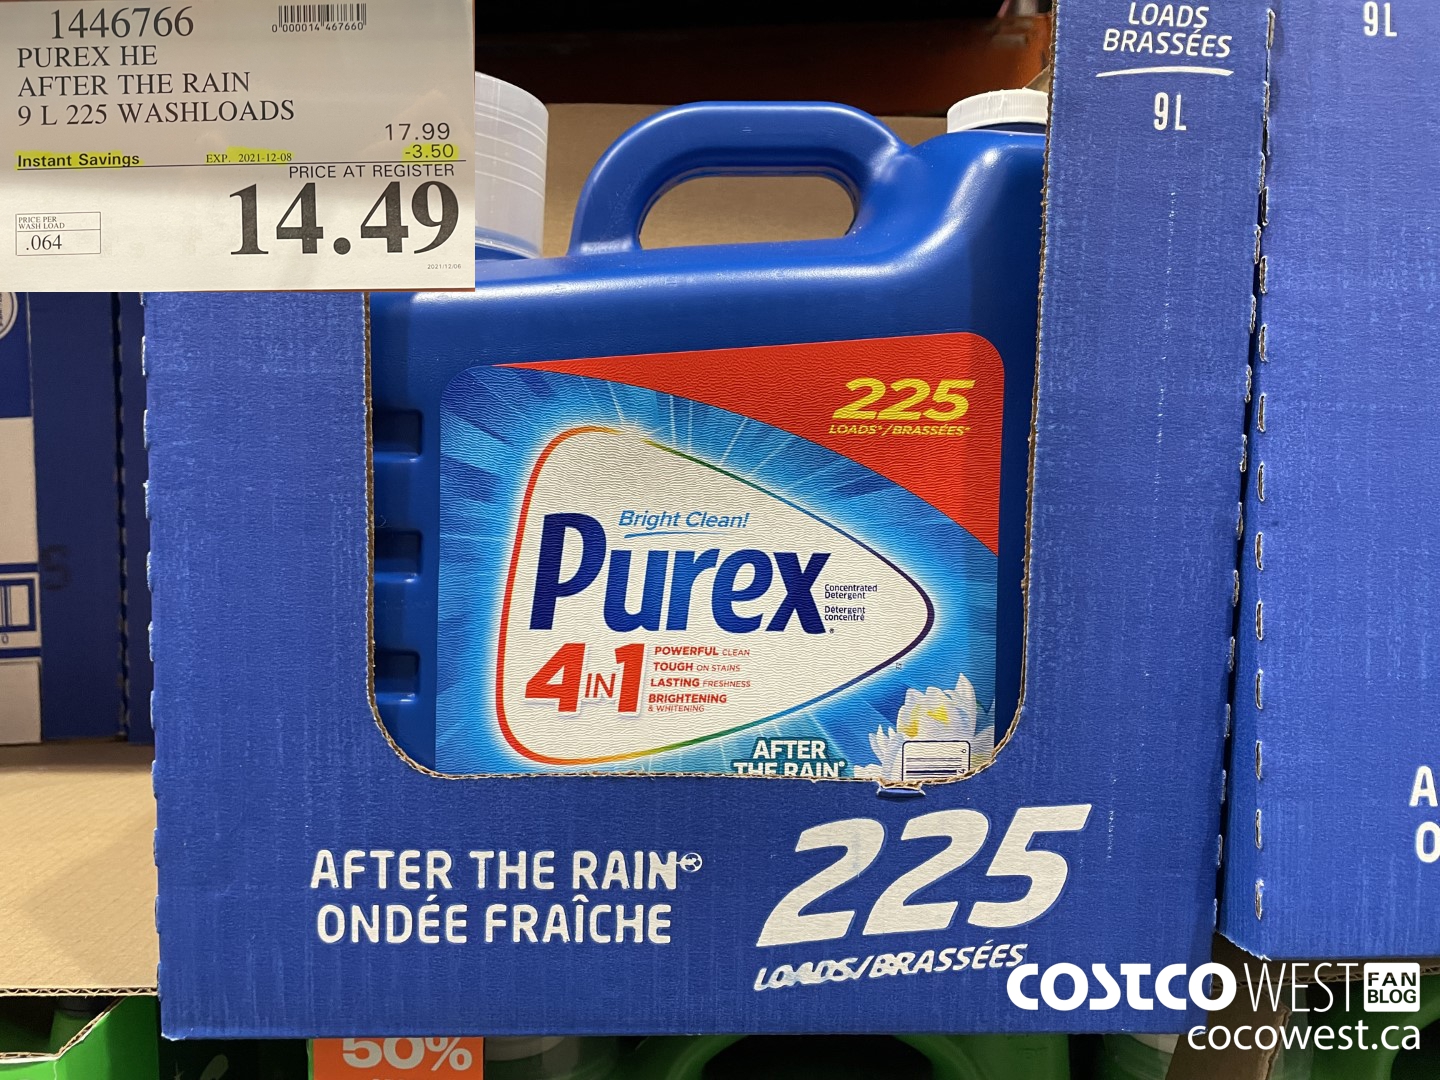 1446766
0"000014"467660
PUREX HE
AFTER THE RAIN
9 L 225 WASHLOADS
17.99
Instant Savings EXP. 2021-12-08 -3.50
PRICE AT REGISTER
14.49
PRICE PER
WASH LOAD
.064
2021/12/06
LOADS
BRASSÉES
9L
9L
225
LOADS*/BRASSÉES*
Bright Clean!
Purex
Concentrated
Detergent
Détergent
concentré
4IN1
POWERFUL CLEAN
TOUGH ON STAINS
LASTING FRESHNESS
BRIGHTENING
& WHITENING
AFTER
THE RAIN
AFTER THE RAIN
ONDÉE FRAÎCHE
225
LOADS/BRASSÉES
A
O
50%
COSTCO WEST FAN BLOG
cocowest.ca